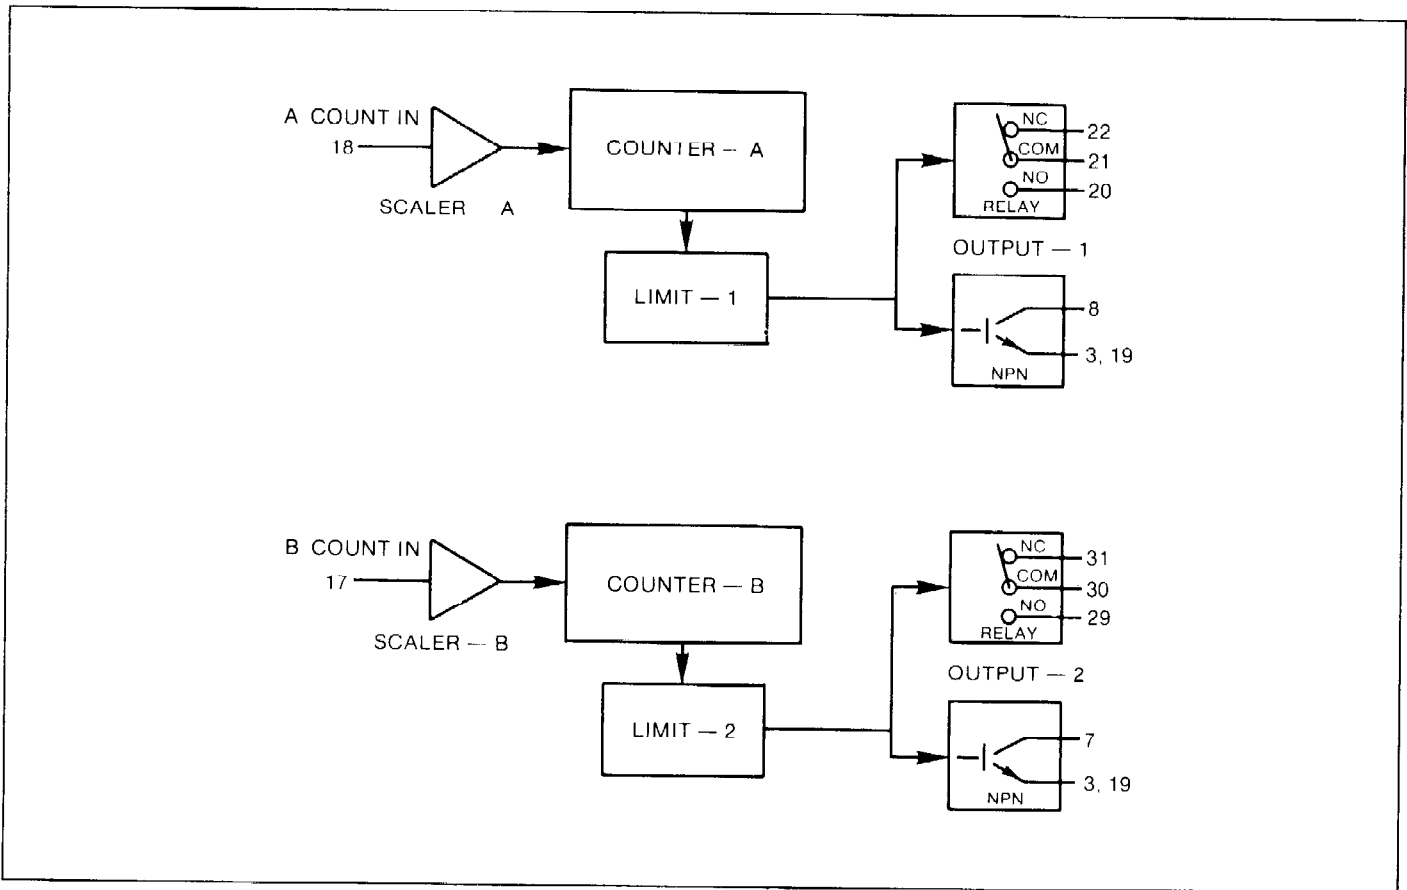 A COUNT IN
18
SCALER A
COUNTER — A
LIMIT — 1
NC
22
COM
21
NO
20
RELAY
OUTPUT — 1
8
3, 19
NPN
B COUNT IN
17
SCALER — B
COUNTER — B
LIMIT — 2
NC
31
COM
30
NO
29
RELAY
OUTPUT — 2
7
3, 19
NPN